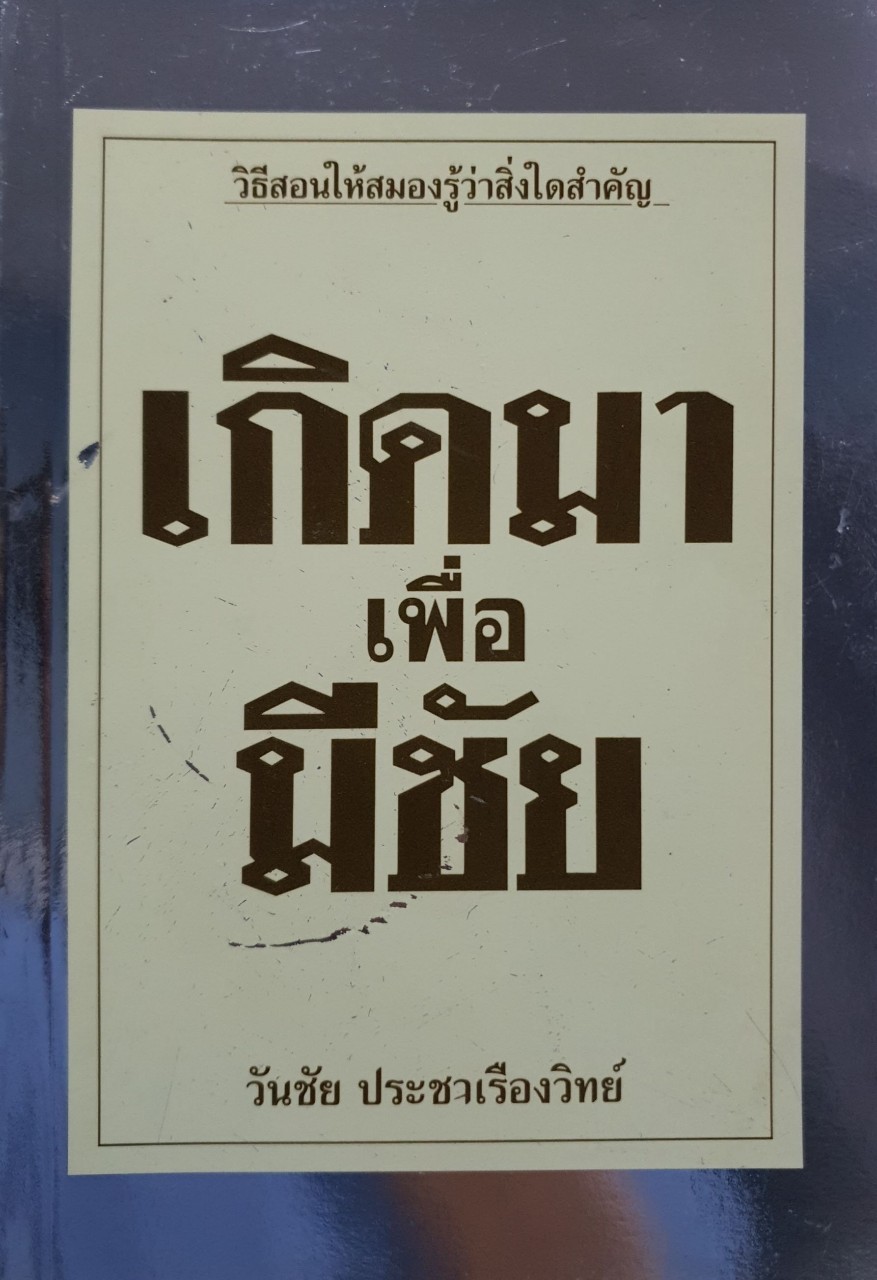 วิธีสอนให้สมองรู้ว่าสิ่งใดสำคัญ
เกิดมา
เพื่อ
มีชัย
วันชัย ประชาเรืองวิทย์